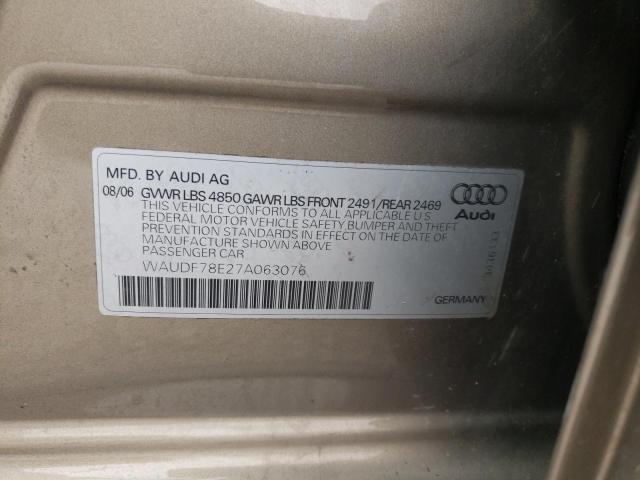 MFD. BY AUDI AG
08/06 GVWR LBS 4850 GAWR LBS FRONT 2491/REAR 2469
THIS VEHICLE CONFORMS TO ALL APPLICABLE U S
FEDERAL MOTOR VEHICLE SAFETY,BUMPER AND THEFT
PREVENTION STANDARDS IN EFFECT ON THE DATE OF
MANUFACTURE SHOWN ABOVE
PASSENGER CAR
WAUDF78E27A063076
Audi
GERMANY